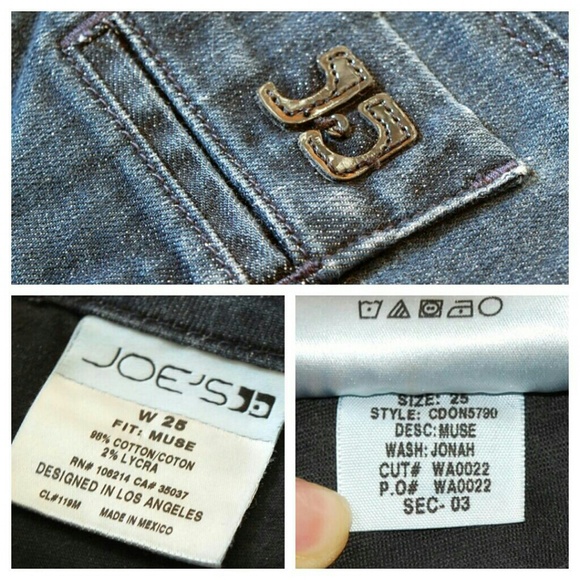 JOE'S
W 25
FIT: MUSE
98% COTTON/COTON
2% LYCRA
RN# 106214 CA# 35037
DESIGNED IN LOS ANGELES
CL#119M MADE IN MEXICO
SIZE: 25
STYLE: CDON5790
DESC: MUSE
WASH: JONAH
CUT# WA0022
P.O# WA0022
SEC- 03